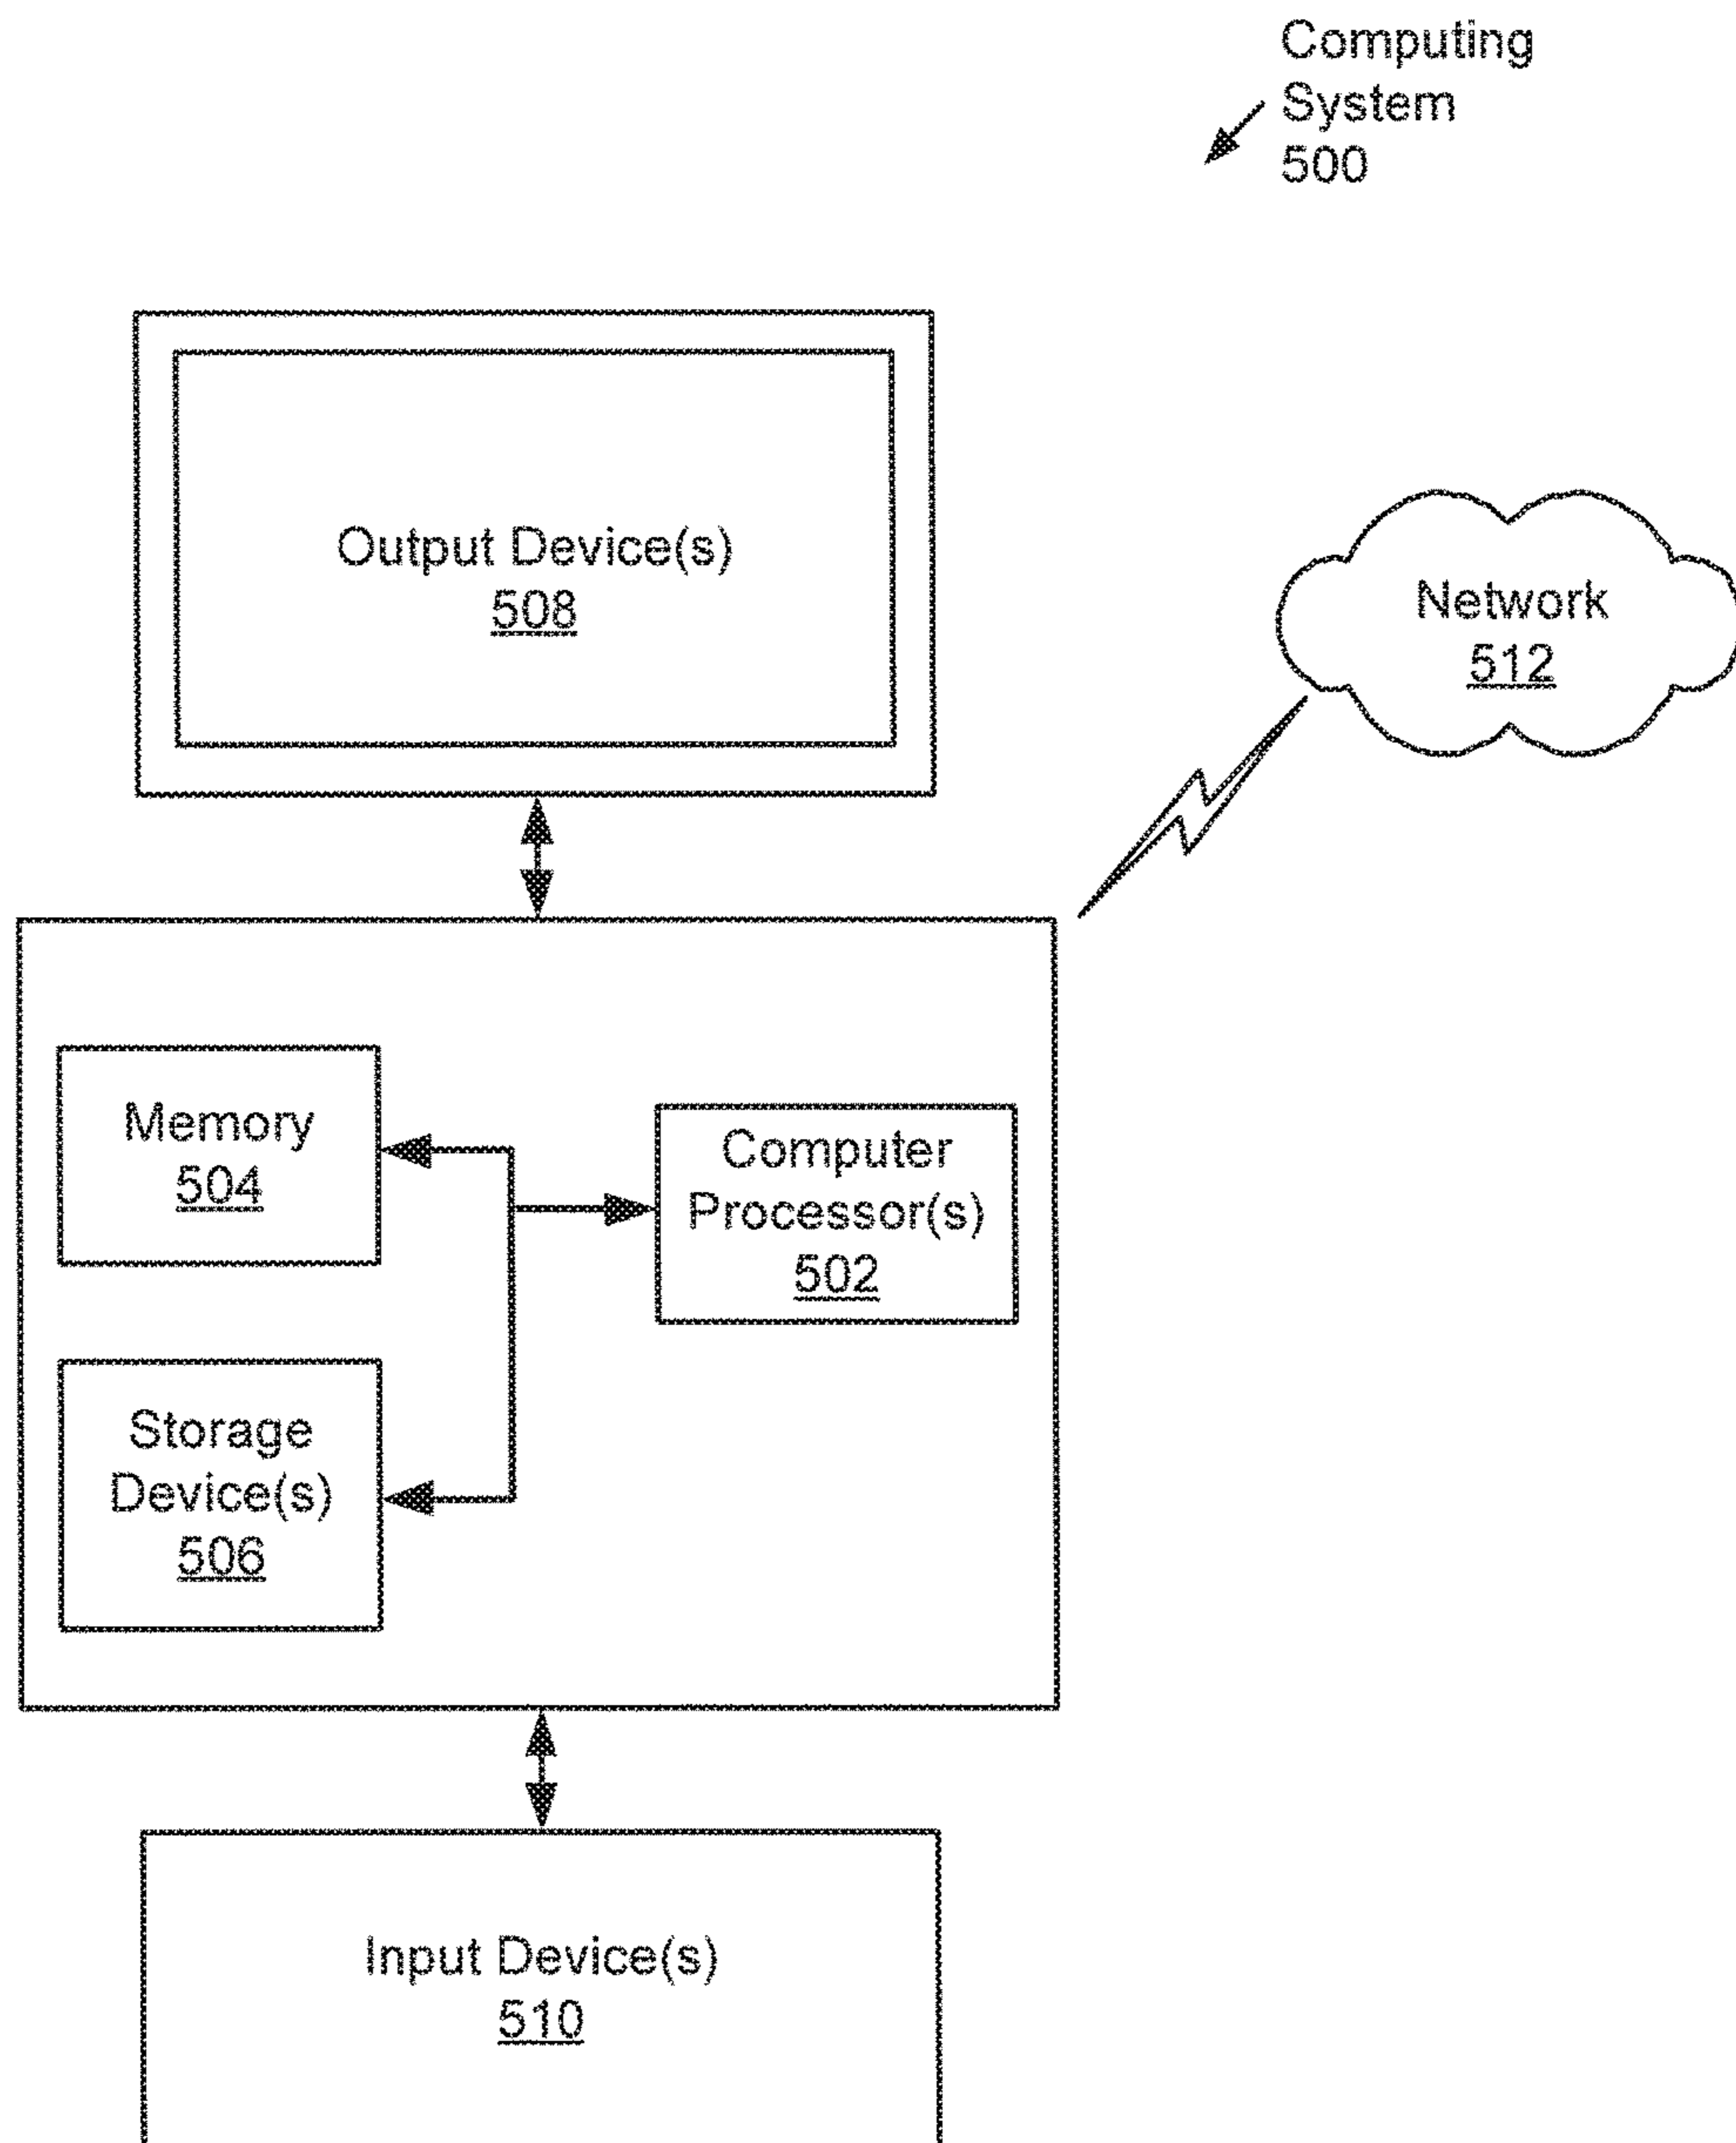 Computing
System
500
Output Device(s)
508
Network
512
Memory
504
Computer
Processor(s)
502
Storage
Device(s)
506
Input Device(s)
510